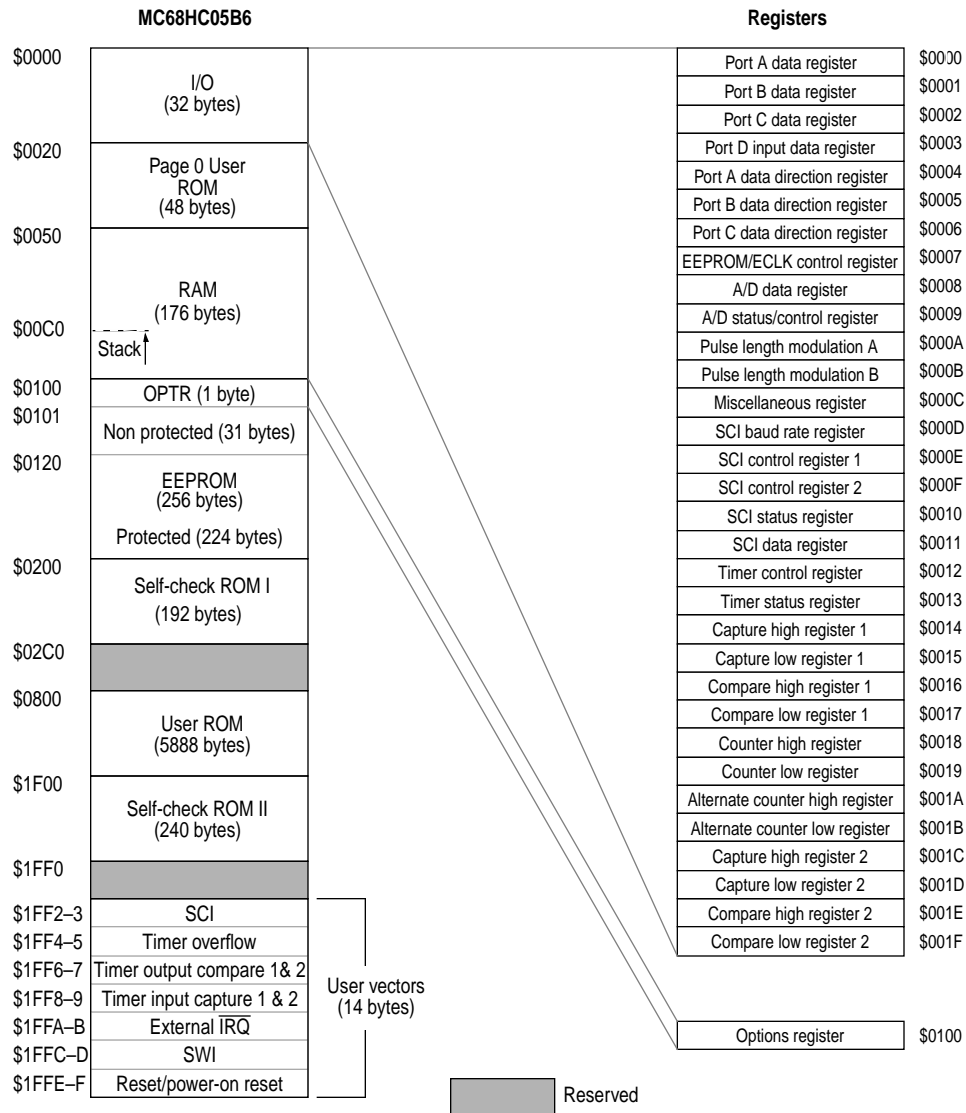 MC68HC05B6
$0000
I/O
(32 bytes)
$0020
Page 0 User
ROM
(48 bytes)
$0050
RAM
(176 bytes)
$00C0
Stack
$0100
OPTR (1 byte)
$0101
Non protected (31 bytes)
$0120
EEPROM
(256 bytes)
Protected (224 bytes)
$0200
Self-check ROM I
(192 bytes)
$02C0
$0800
User ROM
(5888 bytes)
$1F00
Self-check ROM II
(240 bytes)
$1FF0
$1FF2–3 SCI
$1FF4–5 Timer overflow
$1FF6–7 Timer output compare 1& 2
$1FF8–9 Timer input capture 1 & 2
$1FFA–B External IRQ
$1FFC–D SWI
$1FFE–F Reset/power-on reset
User vectors
(14 bytes)
Reserved
Registers
Port A data register $0000
Port B data register $0001
Port C data register $0002
Port D input data register $0003
Port A data direction register $0004
Port B data direction register $0005
Port C data direction register $0006
EEPROM/ECLK control register $0007
A/D data register $0008
A/D status/control register $0009
Pulse length modulation A $000A
Pulse length modulation B $000B
Miscellaneous register $000C
SCI baud rate register $000D
SCI control register 1 $000E
SCI control register 2 $000F
SCI status register $0010
SCI data register $0011
Timer control register $0012
Timer status register $0013
Capture high register 1 $0014
Capture low register 1 $0015
Compare high register 1 $0016
Compare low register 1 $0017
Counter high register $0018
Counter low register $0019
Alternate counter high register $001A
Alternate counter low register $001B
Capture high register 2 $001C
Capture low register 2 $001D
Compare high register 2 $001E
Compare low register 2 $001F
Options register $0100